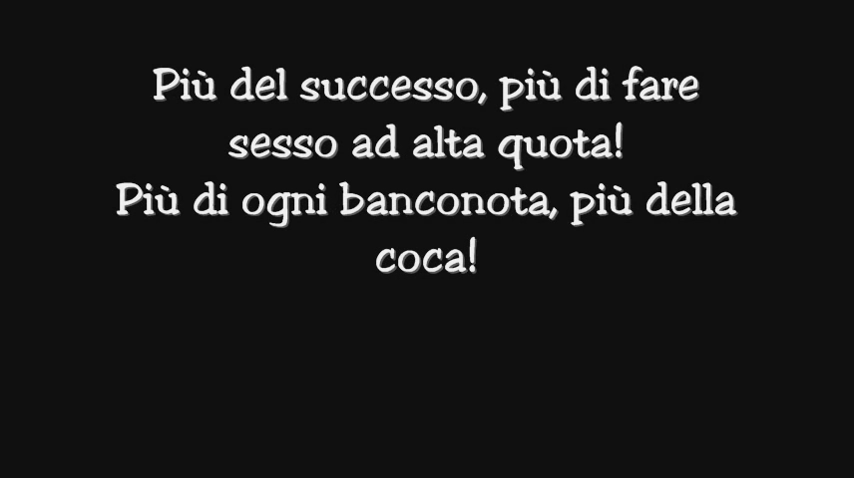 Più del successo, più di fare
sesso ad alta quota!
Più di ogni banconota, più della
coca!